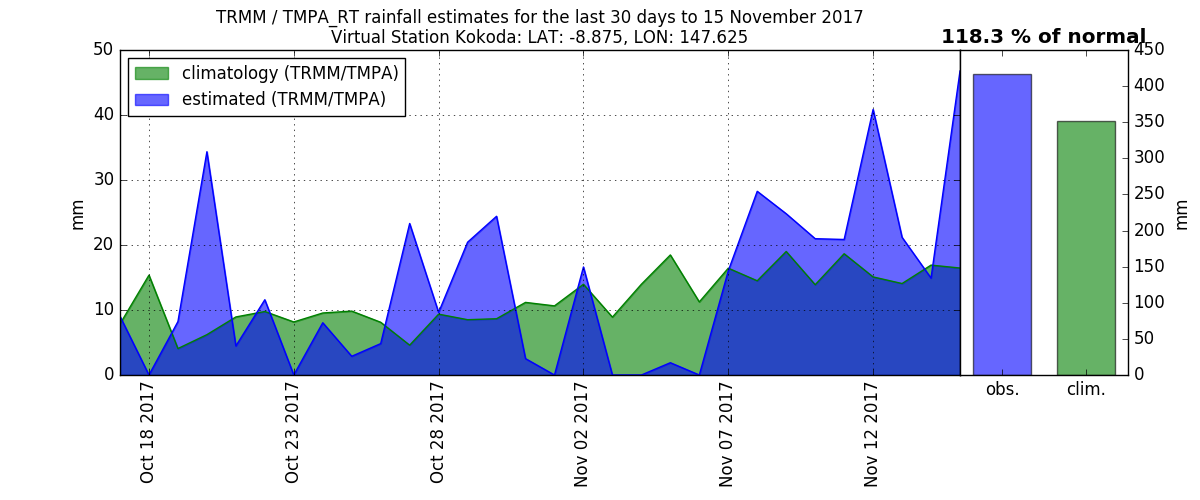 TRMM / TMPA_RT rainfall estimates for the last 30 days to 15 November 2017
Virtual Station Kokoda: LAT: -8.875, LON: 147.625
118.3 % of normal
climatology (TRMM/TMPA)
estimated (TRMM/TMPA)
mm
50
40
30
20
10
0
Oct 18 2017
Oct 23 2017
Oct 28 2017
Nov 02 2017
Nov 07 2017
Nov 12 2017
obs.
clim.
450
400
350
300
250
200
150
100
50
0
mm